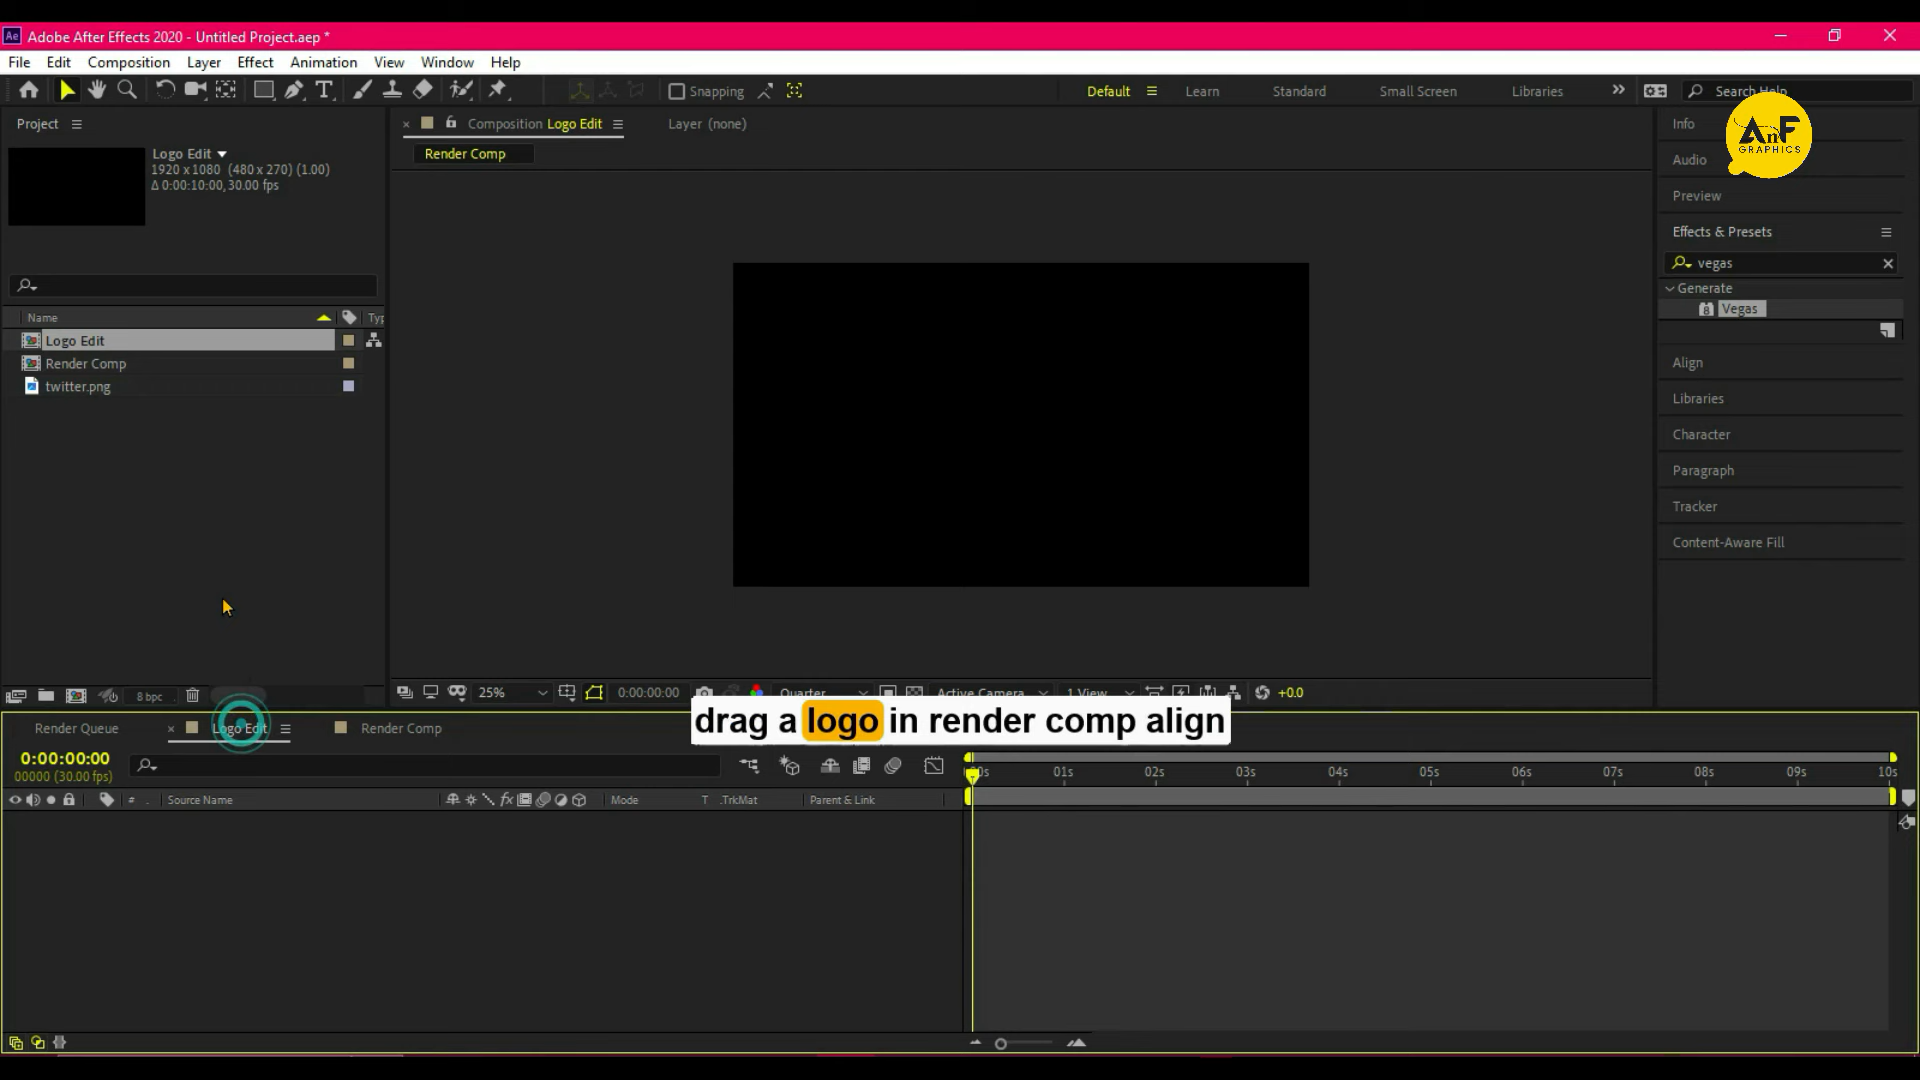 Ae Adobe After Effects 2020 - Untitled Project.aep *
File Edit Composition Layer Effect Animation View Window Help
T Snapping Default Learn Standard Small Screen Libraries Search Help
AnF
GRAPHICS
Project
Logo Edit
1920 x 1080 (480 x 270) (1.00)
Δ 0:00:10:00, 30.00 fps
Name Typ
Logo Edit
Render Comp
twitter.png
8 bpc
Composition Logo Edit Layer (none)
Render Comp
25% 0:00:00:00 Quarter Active Camera 1 View +0.0
Info
Audio
Preview
Effects & Presets
vegas
Generate
8 Vegas
Align
Libraries
Character
Paragraph
Tracker
Content-Aware Fill
drag a logo in render comp align
Render Queue Logo Edit Render Comp
0:00:00:00
00000 (30.00 fps)
00s 01s 02s 03s 04s 05s 06s 07s 08s 09s 10s
# . Source Name fx Mode T .TrkMat Parent & Link